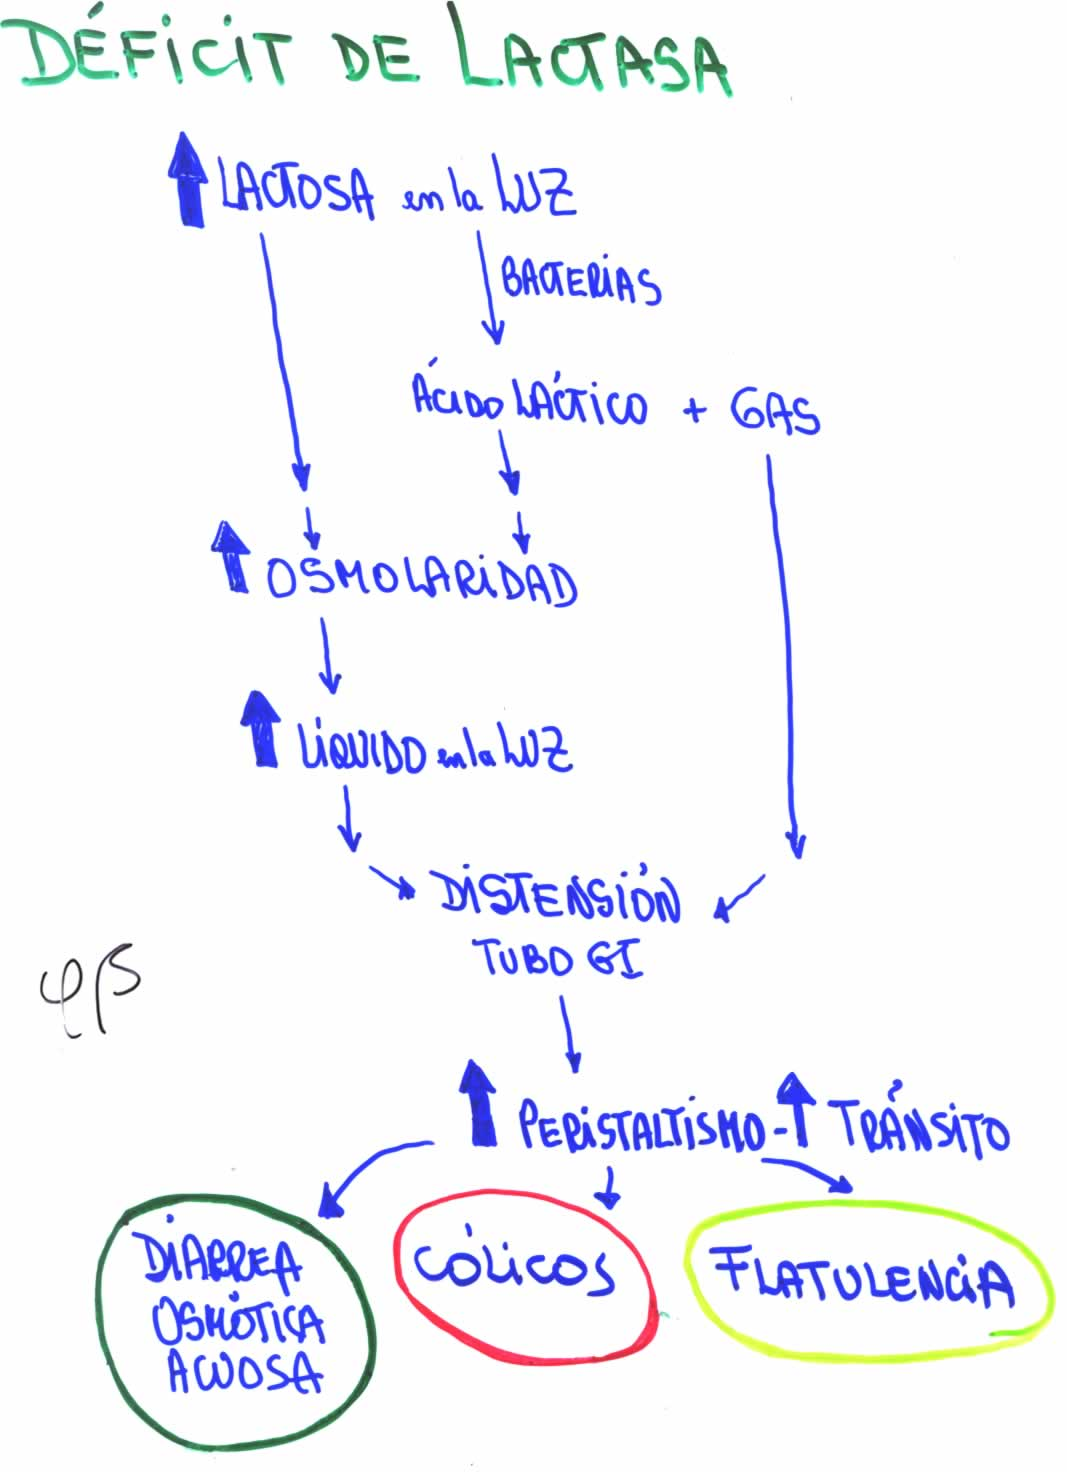 DÉFICIT DE LACTASA
LACTOSA en la LUZ
BACTERIAS
ÁCIDO LÁCTICO + GAS
OSMOLARIDAD
LÍQUIDO en la LUZ
DISTENSIÓN
TUBO GI
PERISTALTISMO - TRÁNSITO
DIARREA
OSMÓTICA
ACUOSA
CÓLICOS
FLATULENCIA